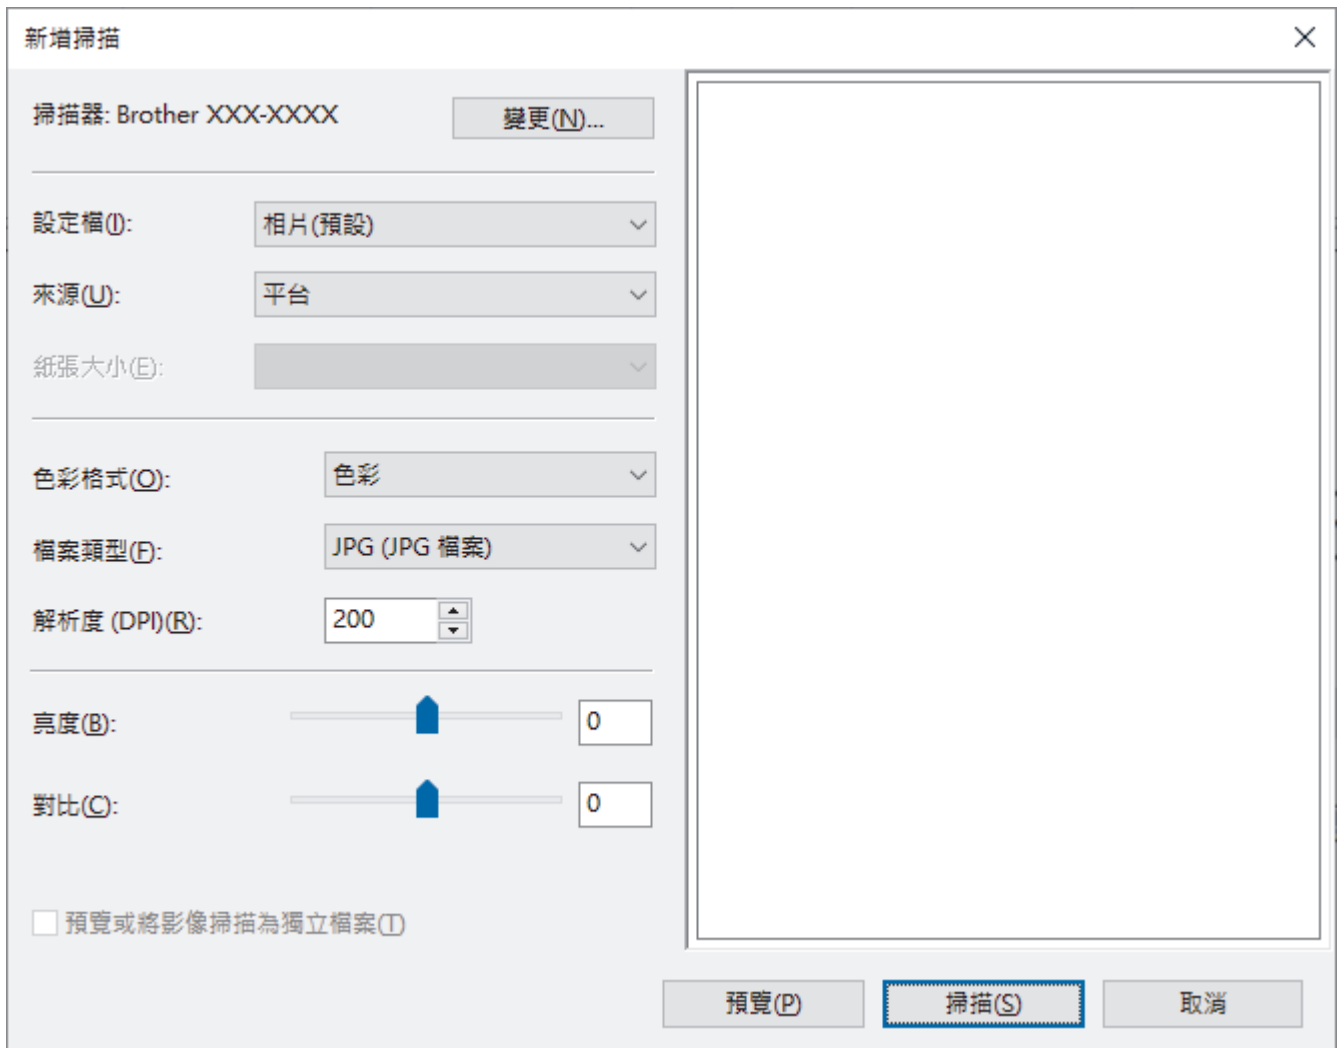 新增掃描
掃描器: Brother XXX-XXXX 變更(N)...
設定檔(I): 相片(預設)
來源(U): 平台
紙張大小(E):
色彩格式(O): 色彩
檔案類型(F): JPG (JPG 檔案)
解析度 (DPI)(R): 200
亮度(B): 0
對比(C): 0
預覽或將影像掃描為獨立檔案(T)
預覽(P) 掃描(S) 取消